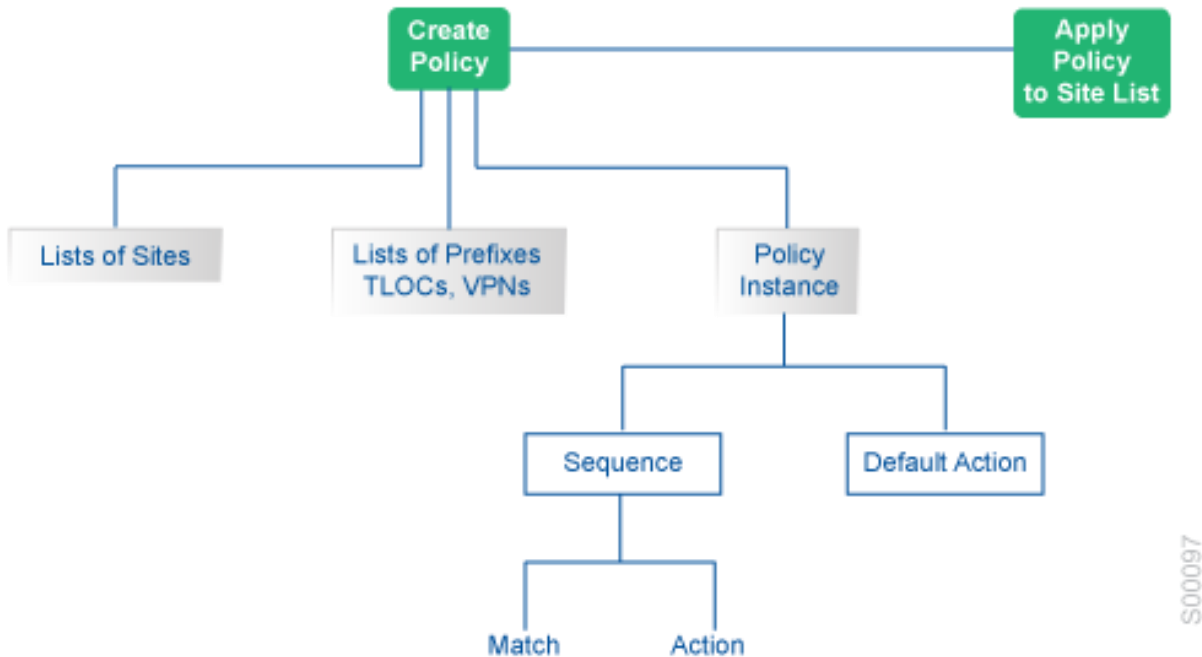 Create
Policy
Apply
Policy
to Site List
Lists of Sites
Lists of Prefixes
TLOCs, VPNs
Policy
Instance
Sequence
Default Action
Match
Action
S00097